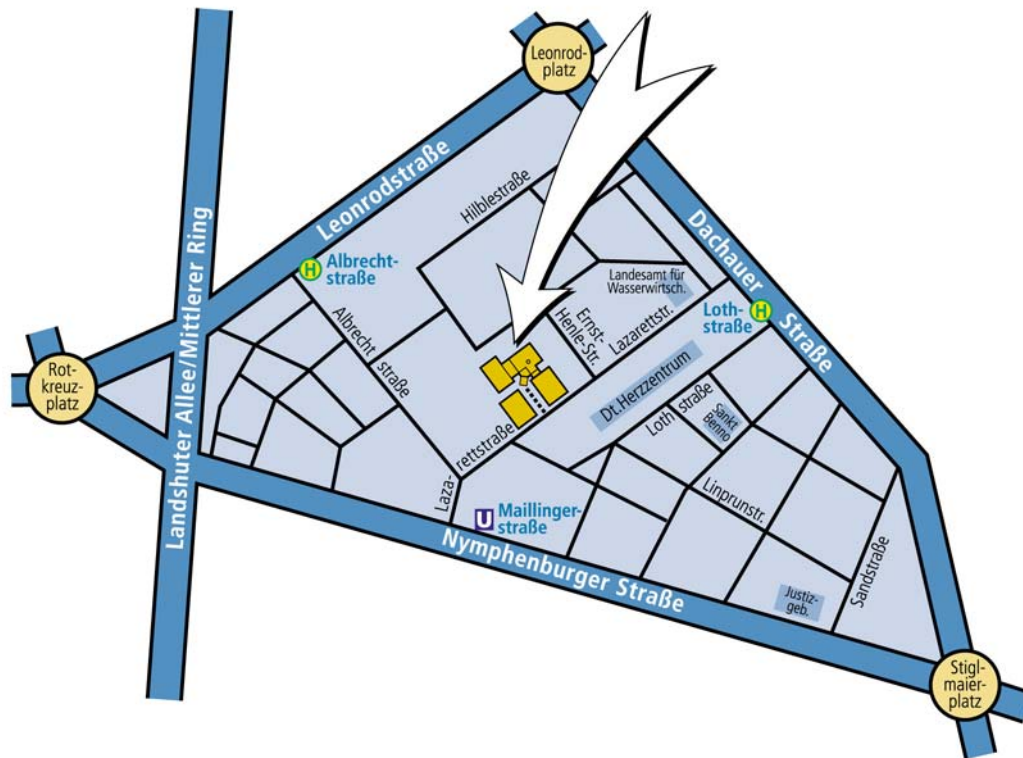 Leonrod-
platz
Leonrodstraße
Hilblestraße
Landshuter Allee/Mittlerer Ring
Dachauer Straße
H Albrecht-
straße
Albrecht straße
Landesamt für
Wasserwirtsch.
Ernst-
Henle-Str.
Lazarettstr.
Loth-
straße H
Rot-
kreuz-
platz
Dt.Herzzentrum
Loth straße
Sankt
Benno
Laza-
rettstraße
Linprunstr.
U Maillinger-
straße
Nymphenburger Straße
Sandstraße
Justiz-
geb.
Stigl-
maier-
platz